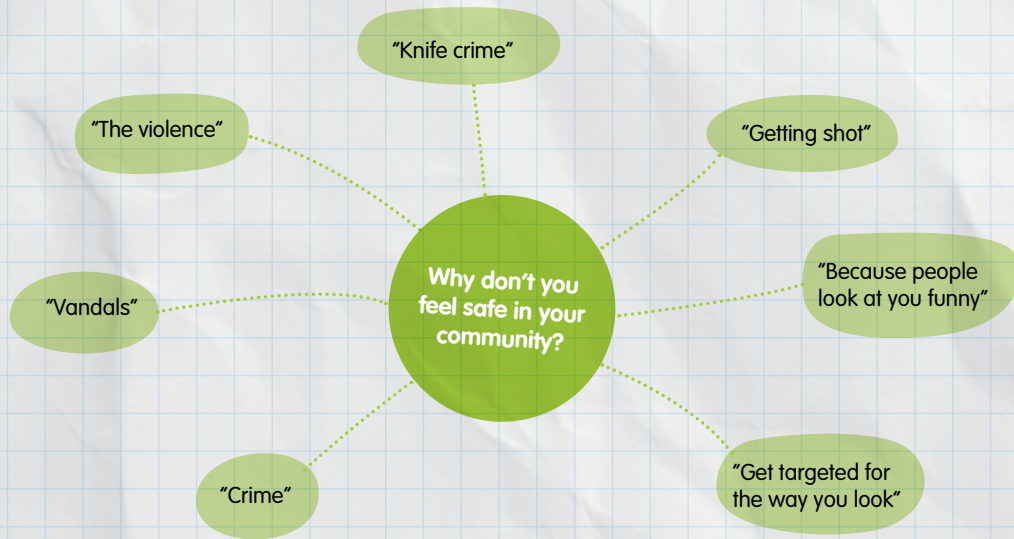 "Knife crime"
"The violence"
"Getting shot"
Why don't you
feel safe in your
community?
"Because people
look at you funny"
"Vandals"
"Get targeted for
the way you look"
"Crime"